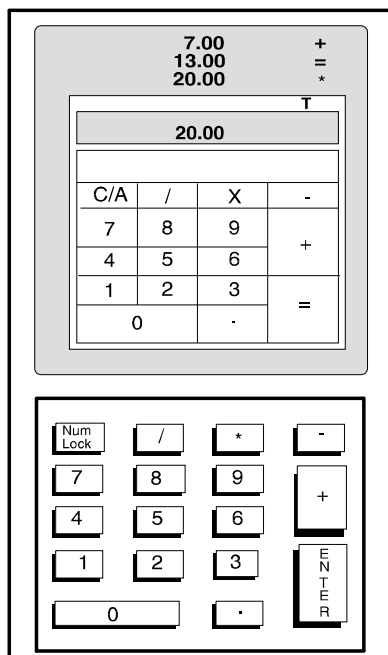 7.00 +
13.00 =
20.00 *
T
20.00
C/A / X -
7 8 9
+
4 5 6
1 2 3
=
0 .
Num
Lock
/ * -
7 8 9
+
4 5 6
1 2 3
ENTER
0 .